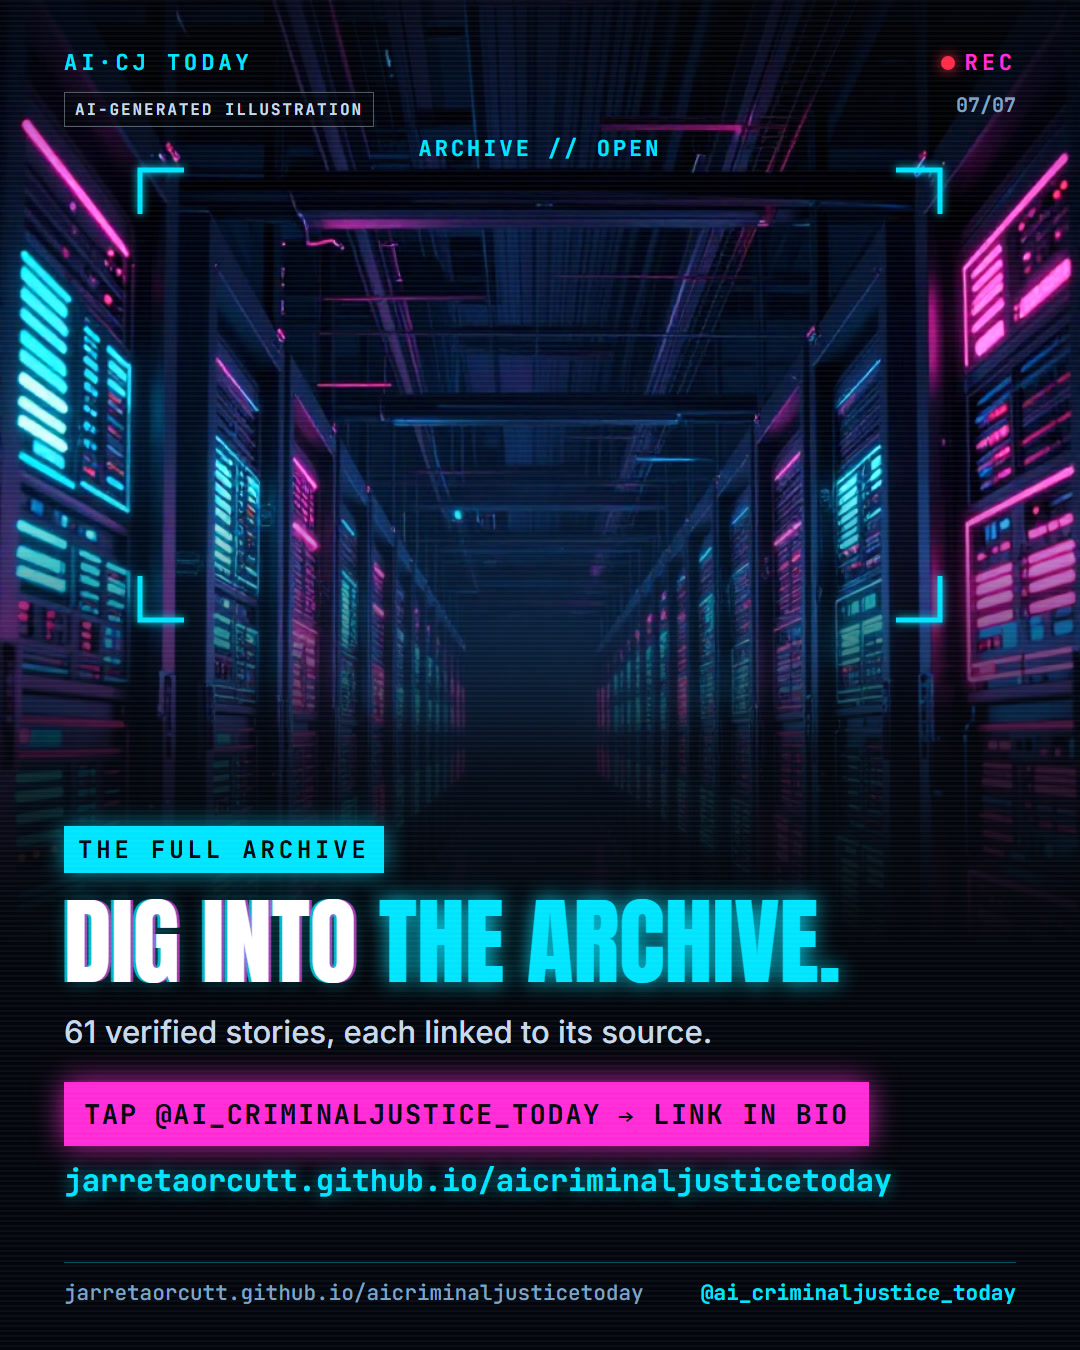 AI·CJ TODAY
REC
AI-GENERATED ILLUSTRATION
07/07
ARCHIVE // OPEN
THE FULL ARCHIVE
DIG INTO THE ARCHIVE.
61 verified stories, each linked to its source.
TAP @AI_CRIMINALJUSTICE_TODAY → LINK IN BIO
jarretaorcutt.github.io/aicriminaljusticetoday
jarretaorcutt.github.io/aicriminaljusticetoday
@ai_criminaljustice_today